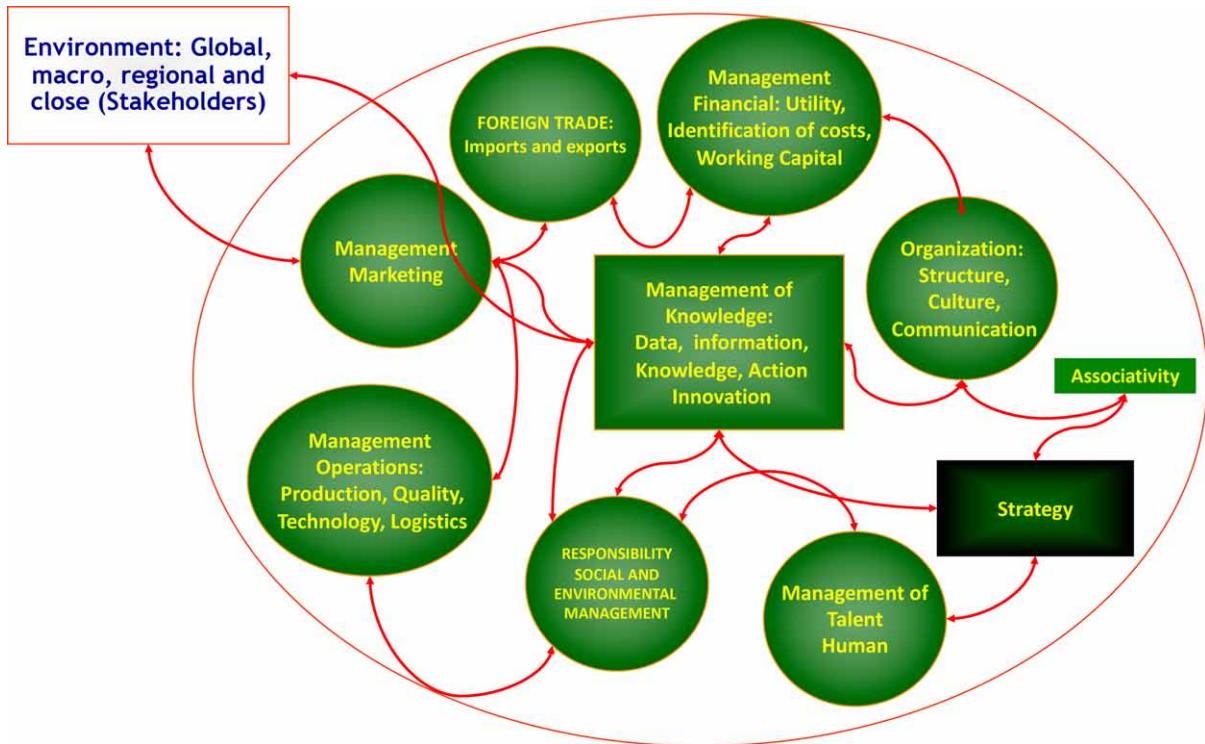 Environment: Global,
macro, regional and
close (Stakeholders)
FOREIGN TRADE:
Imports and exports
Management
Financial: Utility,
Identification of costs,
Working Capital
Management
Marketing
Management of
Knowledge:
Data, information,
Knowledge, Action
Innovation
Organization:
Structure,
Culture,
Communication
Associativity
Management
Operations:
Production, Quality,
Technology, Logistics
RESPONSIBILITY
SOCIAL AND
ENVIRONMENTAL
MANAGEMENT
Management of
Talent
Human
Strategy